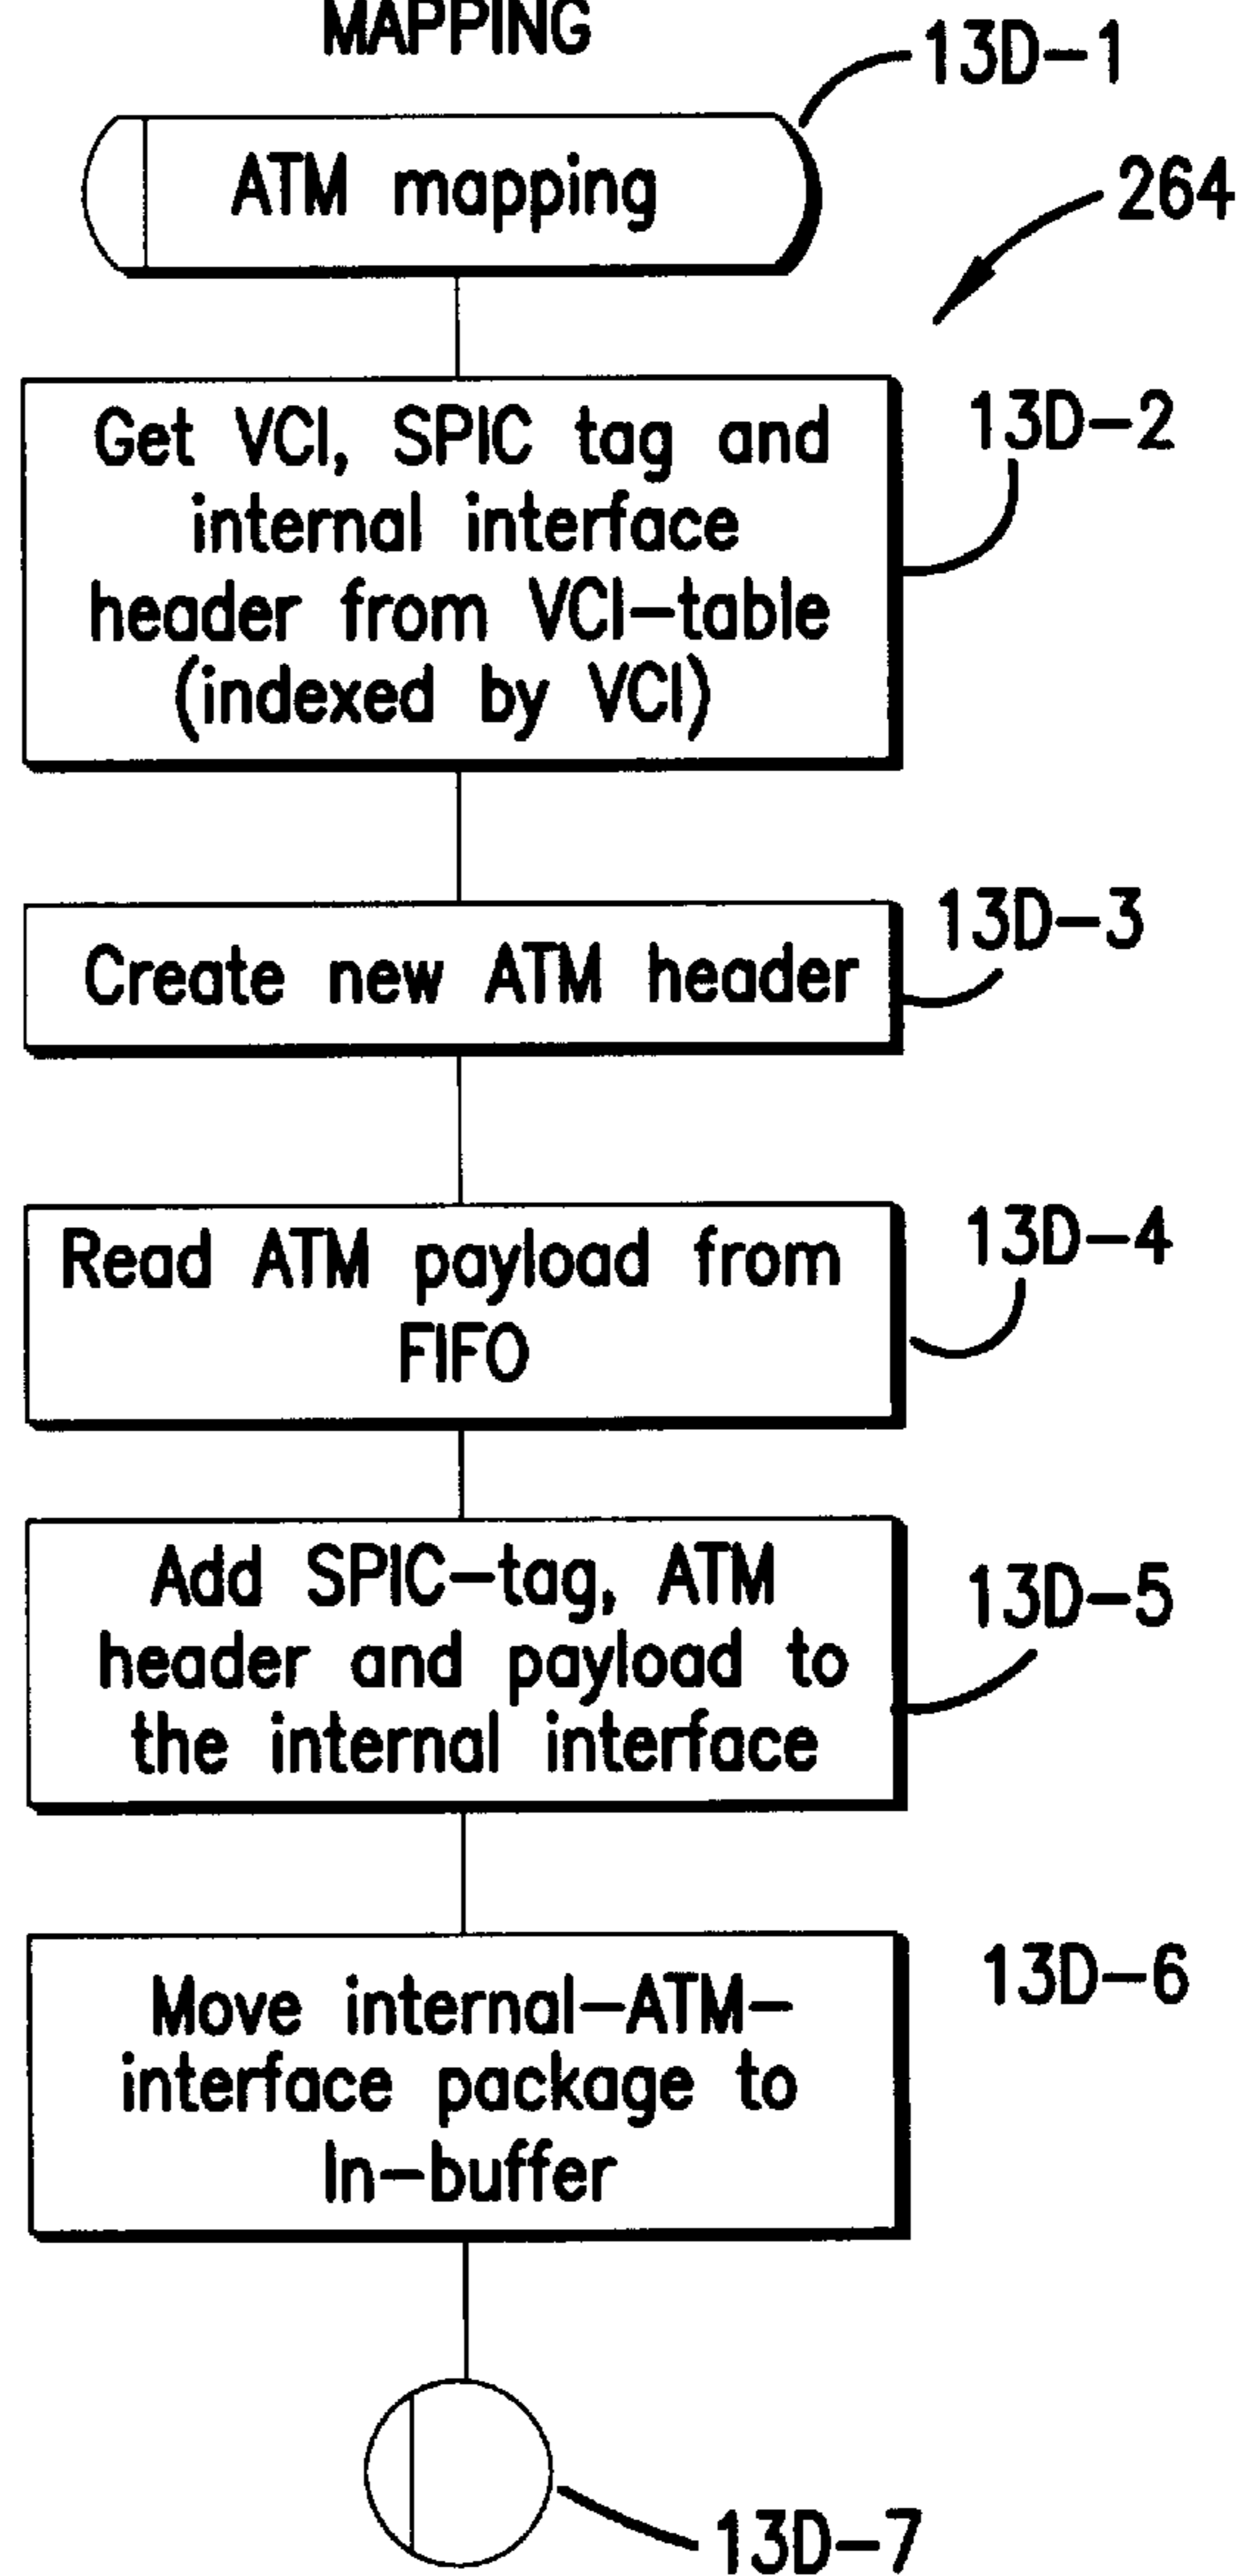 MAPPING
13D-1
ATM mapping
264
Get VCI, SPIC tag and
internal interface
header from VCI-table
(indexed by VCI)
13D-2
Create new ATM header
13D-3
Read ATM payload from
FIFO
13D-4
Add SPIC-tag, ATM
header and payload to
the internal interface
13D-5
Move internal-ATM-
interface package to
In-buffer
13D-6
13D-7